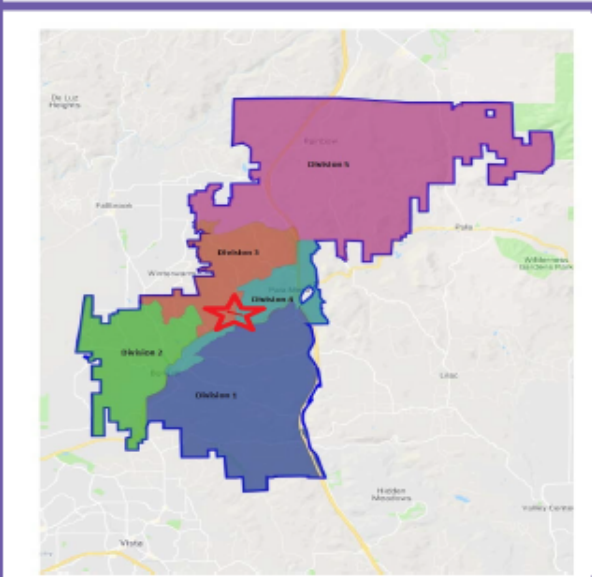 De Luz
Heights
Rainbow
Division 5
Fallbrook
Pala
Division 3
Winterwarm
Wilderness
Gardens Park
Division 4
Division 2
Lilac
Division 1
Hidden
Meadows
Valley Center
Vista